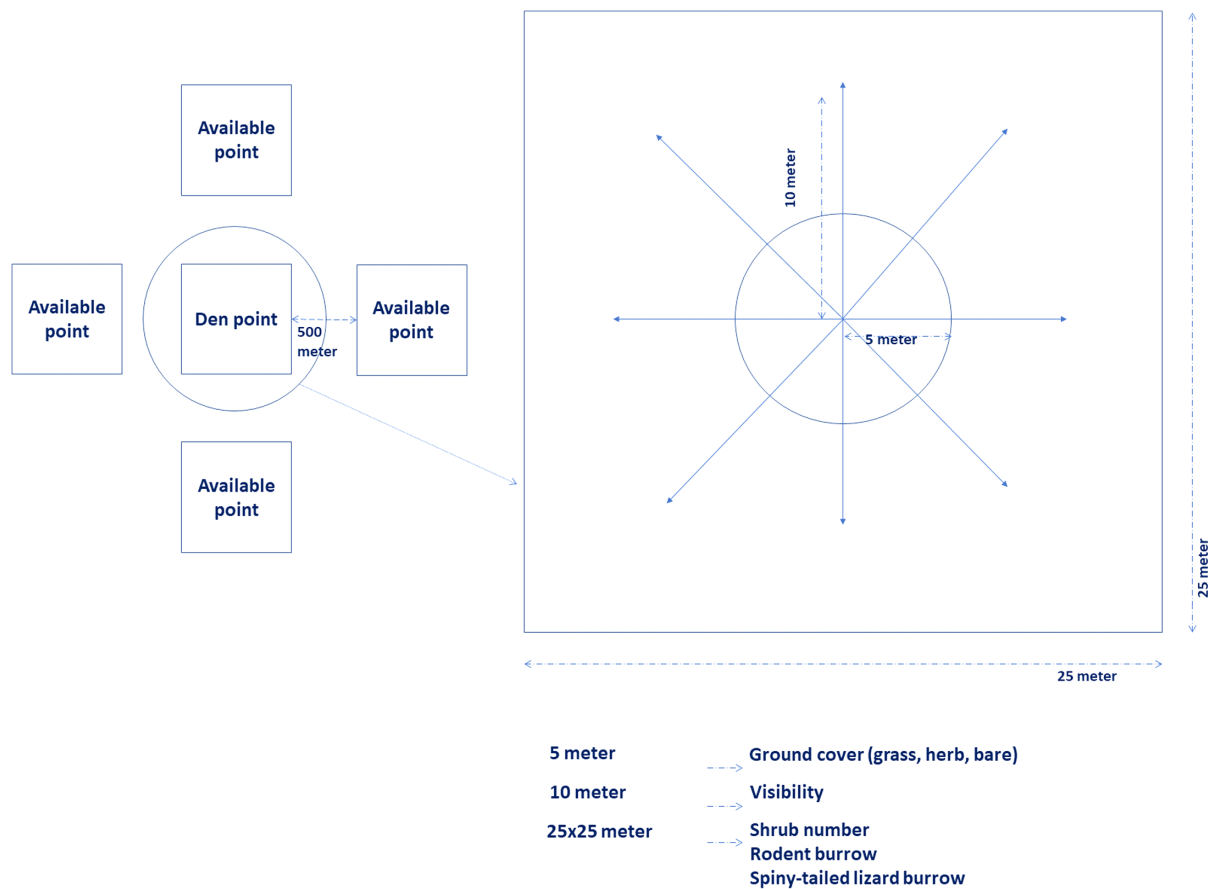 Available
point
Available
point
Den point
500
meter
Available
point
Available
point
10 meter
5 meter
25 meter
25 meter
5 meter
Ground cover (grass, herb, bare)
10 meter
Visibility
25x25 meter
Shrub number
Rodent burrow
Spiny-tailed lizard burrow